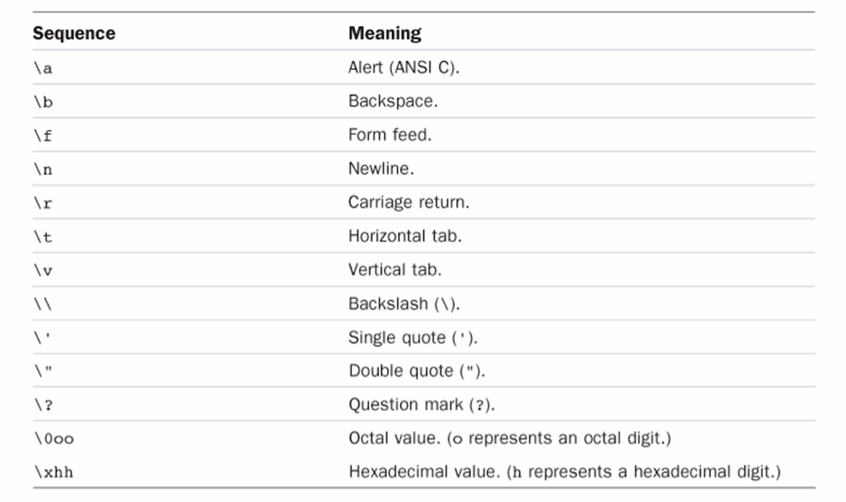 Sequence Meaning
\a Alert (ANSI C).
\b Backspace.
\f Form feed.
\n Newline.
\r Carriage return.
\t Horizontal tab.
\v Vertical tab.
\\ Backslash (\).
\' Single quote (').
\" Double quote (").
\? Question mark (?).
\0oo Octal value. (o represents an octal digit.)
\xhh Hexadecimal value. (h represents a hexadecimal digit.)